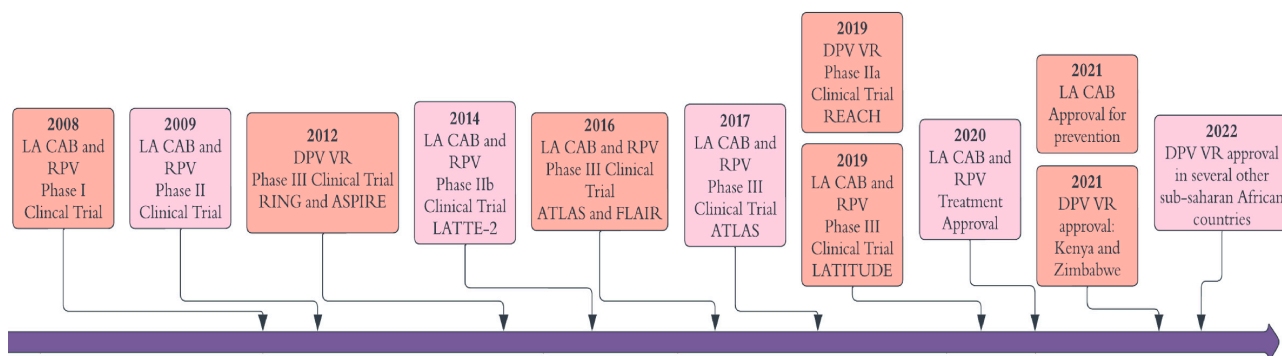 2008
LA CAB and
RPV
Phase I
Clincal Trial
2009
LA CAB and
RPV
Phase II
Clinical Trial
2012
DPV VR
Phase III Clinical Trial
RING and ASPIRE
2014
LA CAB and
RPV
Phase IIb
Clinical Trial
LATTE-2
2016
LA CAB and RPV
Phase III Clinical
Trial
ATLAS and FLAIR
2017
LA CAB and
RPV
Phase III
Clinical Trial
ATLAS
2019
DPV VR
Phase IIa
Clinical Trial
REACH
2019
LA CAB and
RPV
Phase III
Clinical Trial
LATITUDE
2020
LA CAB and
RPV
Treatment
Approval
2021
LA CAB
Approval for
prevention
2021
DPV VR
approval:
Kenya and
Zimbabwe
2022
DPV VR approval
in several other
sub-saharan African
countries